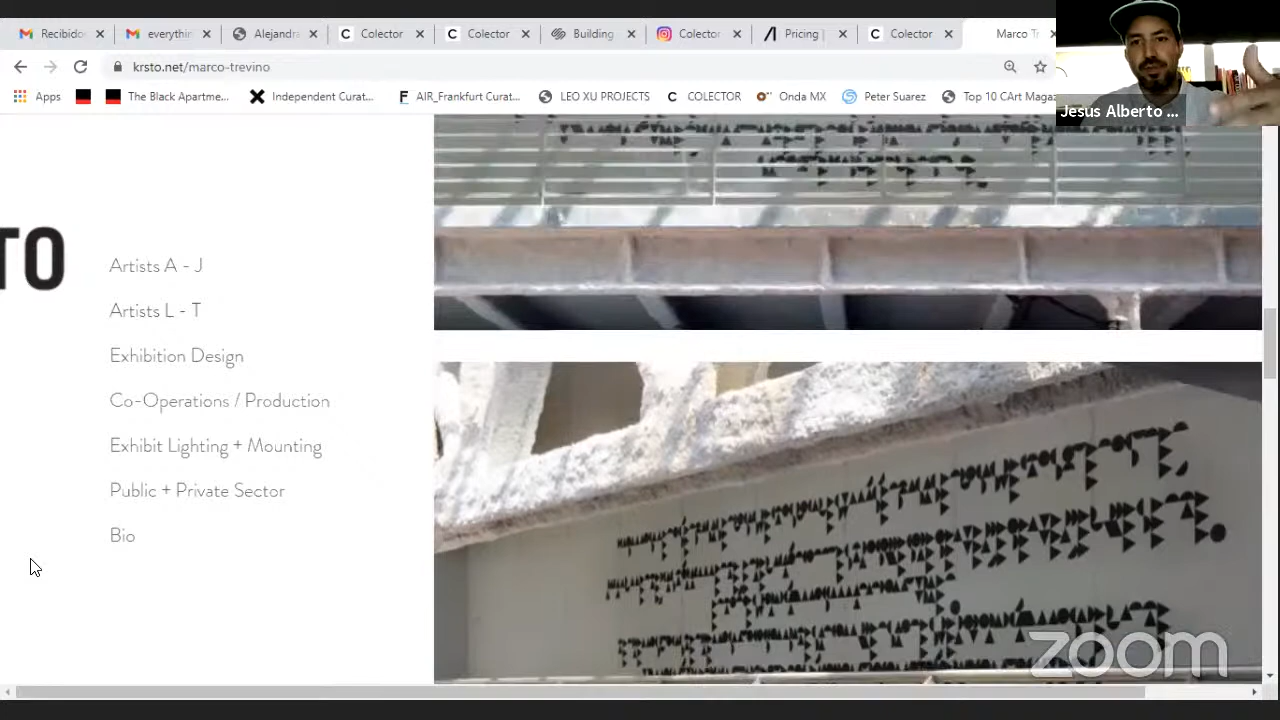 Recibido
everythin
Alejandra
Colector
Colector
Building
Colector
Pricing |
Colector
Marco Tr
krsto.net/marco-trevino
Apps
The Black Apartme...
Independent Curat...
AIR_Frankfurt Curat...
LEO XU PROJECTS
COLECTOR
Onda MX
Peter Suarez
Top 10 CArt Magaz
Jesus Alberto ...
TO
Artists A - J
Artists L - T
Exhibition Design
Co-Operations / Production
Exhibit Lighting + Mounting
Public + Private Sector
Bio
zoom